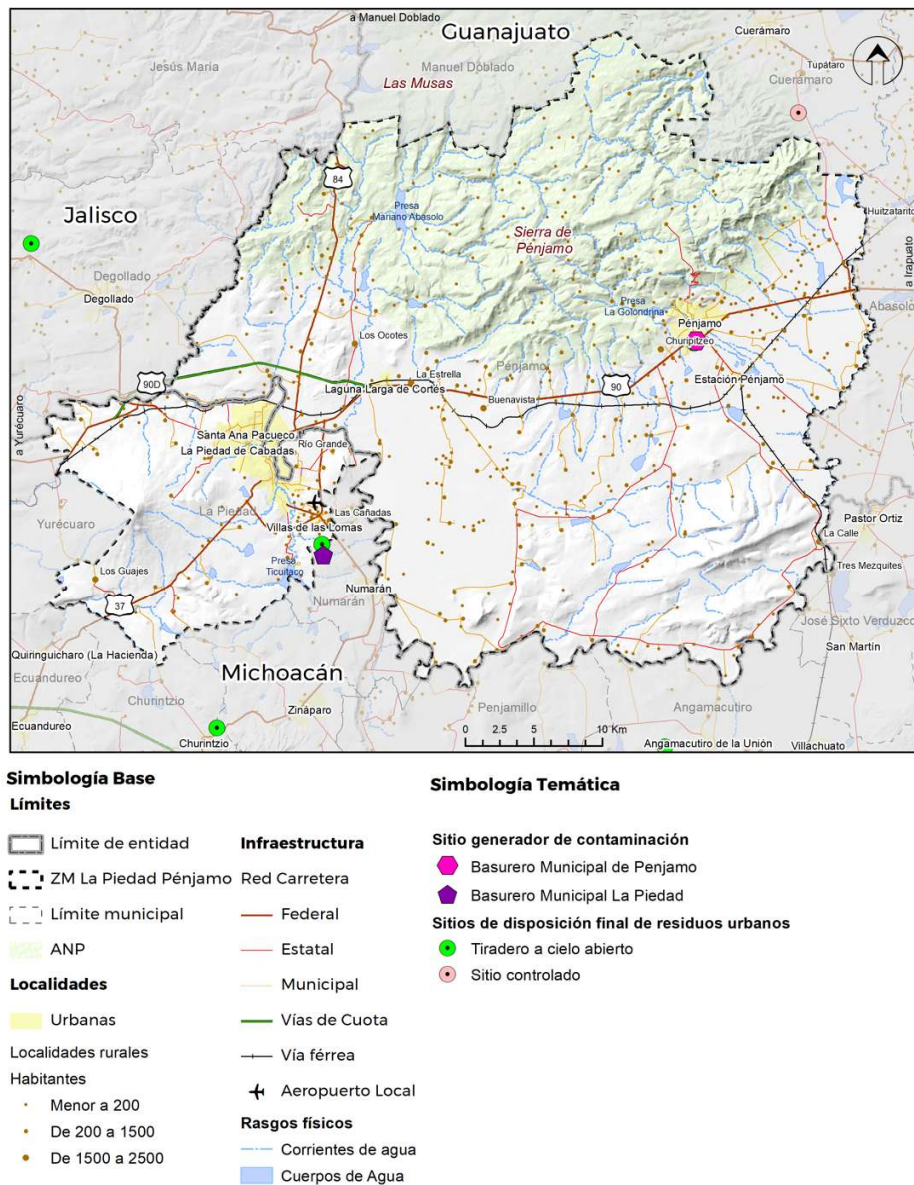 a Manuel Doblado
Guanajuato
Cuerámaro
Jesús María
Manuel Doblado
Tupátaro
Las Musas
Cuerámaro
84
Jalisco
Presa
Mariano Abasolo
Huitzatarito
Sierra de
Pénjamo
a Irapuato
Degollado
Degollado
Presa
La Golondrina
Abasolo
Pénjamo
Los Ocotes
Churipitzeo
Pénjamo
La Estrella
Estación Pénjamo
90D
90
Laguna Larga de Cortés
Buenavista
a Yurécuaro
Santa Ana Pacueco
Río Grande
La Piedad de Cabadas
La Piedad
Las Cañadas
Yurécuaro
Villas de las Lomas
Pastor Ortiz
La Calle
Los Guajes
Presa
Ticuitaco
Tres Mezquites
Numarán
Numarán
37
José Sixto Verduzco
Quiringuicharo (La Hacienda)
San Martín
Michoacán
Ecuandureo
Churintzio
Zináparo
Penjamillo
Angamacutiro
Ecuandureo
Churintzio
0 2.5 5 10 Km
Angamacutiro de la Unión
Villachuato
Simbología Base
Límites
Límite de entidad
ZM La Piedad Pénjamo
Límite municipal
ANP
Localidades
Urbanas
Localidades rurales
Habitantes
Menor a 200
De 200 a 1500
De 1500 a 2500
Infraestructura
Red Carretera
Federal
Estatal
Municipal
Vías de Cuota
Vía férrea
Aeropuerto Local
Rasgos físicos
Corrientes de agua
Cuerpos de Agua
Simbología Temática
Sitio generador de contaminación
Basurero Municipal de Penjamo
Basurero Municipal La Piedad
Sitios de disposición final de residuos urbanos
Tiradero a cielo abierto
Sitio controlado